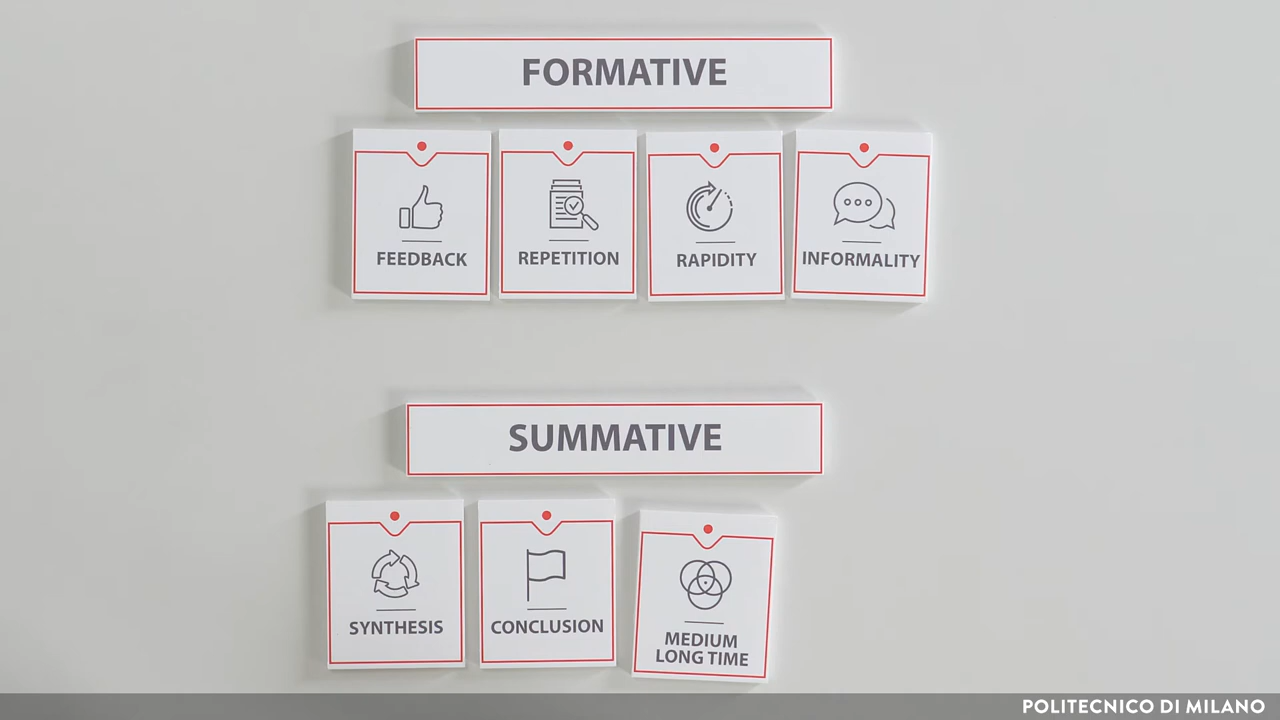 FORMATIVE
FEEDBACK
REPETITION
RAPIDITY
INFORMALITY
SUMMATIVE
SYNTHESIS
CONCLUSION
MEDIUM
LONG TIME
POLITECNICO DI MILANO